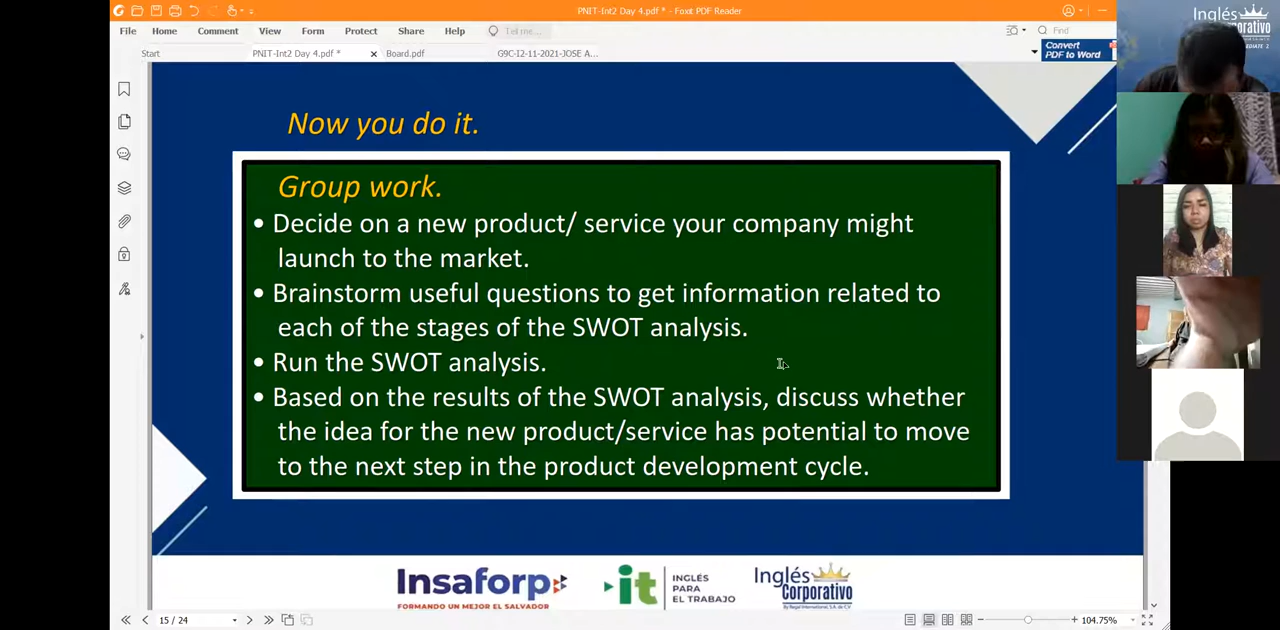 PNIT-Int2 Day 4.pdf * - Foxit PDF Reader
File Home Comment View Form Protect Share Help Tell me... Find
Start PNIT-Int2 Day 4.pdf * Board.pdf G9C-I2-11-2021-JOSE A...
Convert
PDF to Word
Inglés
Now you do it.
Group work.
• Decide on a new product/ service your company might
launch to the market.
• Brainstorm useful questions to get information related to
each of the stages of the SWOT analysis.
• Run the SWOT analysis.
• Based on the results of the SWOT analysis, discuss whether
the idea for the new product/service has potential to move
to the next step in the product development cycle.
Insaforp
FORMANDO UN MEJOR EL SALVADOR
it
INGLÉS
PARA
EL TRABAJO
Inglés
Corporativo
By Regal International, S.A. de C.V.
15 / 24
104.75%